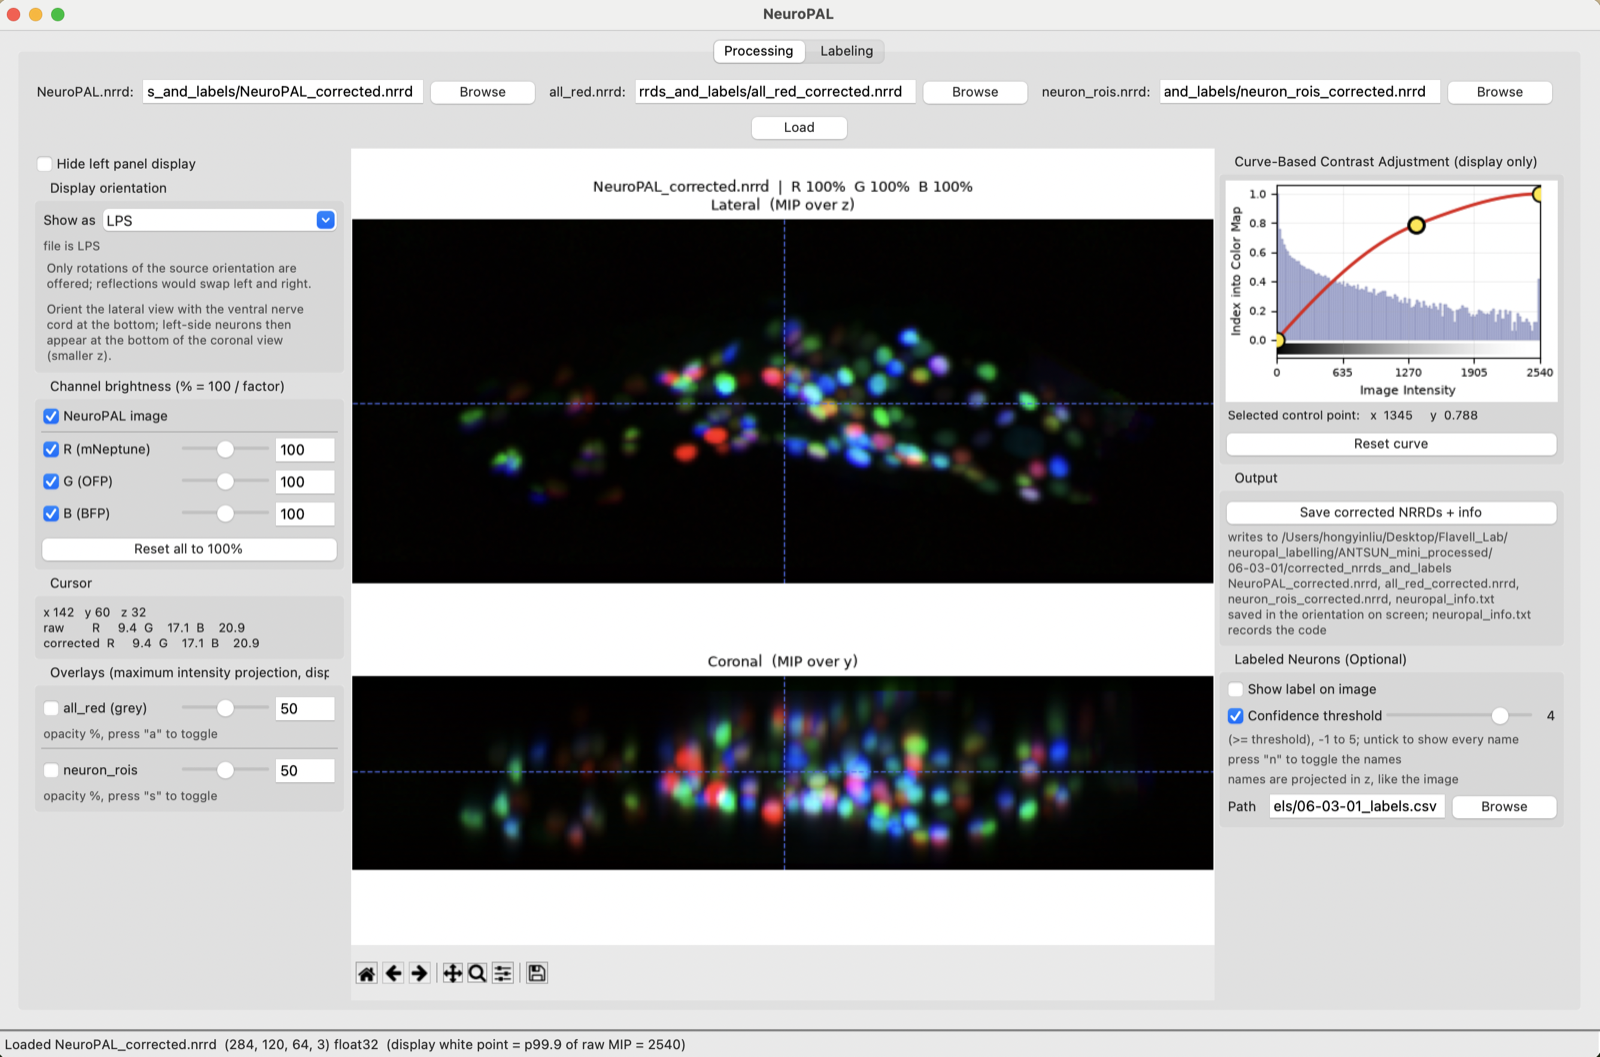 NeuroPAL
Processing Labeling
NeuroPAL.nrrd: s_and_labels/NeuroPAL_corrected.nrrd Browse all_red.nrrd: rrds_and_labels/all_red_corrected.nrrd Browse neuron_rois.nrrd: and_labels/neuron_rois_corrected.nrrd Browse
Load
Hide left panel display
Display orientation
Show as LPS
file is LPS
Only rotations of the source orientation are
offered; reflections would swap left and right.
Orient the lateral view with the ventral nerve
cord at the bottom; left-side neurons then
appear at the bottom of the coronal view
(smaller z).
Channel brightness (% = 100 / factor)
NeuroPAL image
R (mNeptune) 100
G (OFP) 100
B (BFP) 100
Reset all to 100%
Cursor
x 142 y 60 z 32
raw R 9.4 G 17.1 B 20.9
corrected R 9.4 G 17.1 B 20.9
Overlays (maximum intensity projection, disp
all_red (grey) 50
opacity %, press "a" to toggle
neuron_rois 50
opacity %, press "s" to toggle
NeuroPAL_corrected.nrrd | R 100% G 100% B 100%
Lateral (MIP over z)
Coronal (MIP over y)
Curve-Based Contrast Adjustment (display only)
Index into Color Map
1.0
0.8
0.6
0.4
0.2
0.0
0 635 1270 1905 2540
Image Intensity
Selected control point: x 1345 y 0.788
Reset curve
Output
Save corrected NRRDs + info
writes to /Users/hongyinliu/Desktop/Flavell_Lab/
neuropal_labelling/ANTSUN_mini_processed/
06-03-01/corrected_nrrds_and_labels
NeuroPAL_corrected.nrrd, all_red_corrected.nrrd,
neuron_rois_corrected.nrrd, neuropal_info.txt
saved in the orientation on screen; neuropal_info.txt
records the code
Labeled Neurons (Optional)
Show label on image
Confidence threshold 4
(>= threshold), -1 to 5; untick to show every name
press "n" to toggle the names
names are projected in z, like the image
Path els/06-03-01_labels.csv Browse
Loaded NeuroPAL_corrected.nrrd (284, 120, 64, 3) float32 (display white point = p99.9 of raw MIP = 2540)